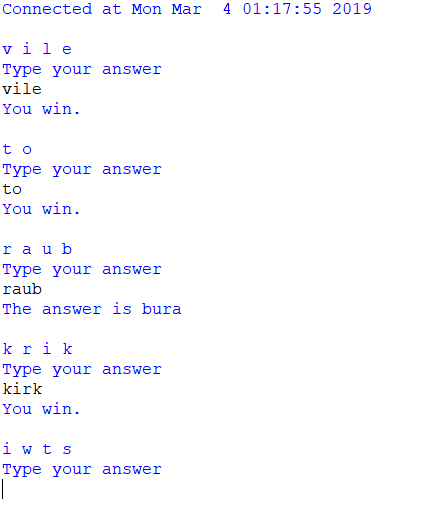 Connected at Mon Mar  4 01:17:55 2019
v i l e
Type your answer
vile
You win.
t o
Type your answer
to
You win.
r a u b
Type your answer
raub
The answer is bura
k r i k
Type your answer
kirk
You win.
i w t s
Type your answer